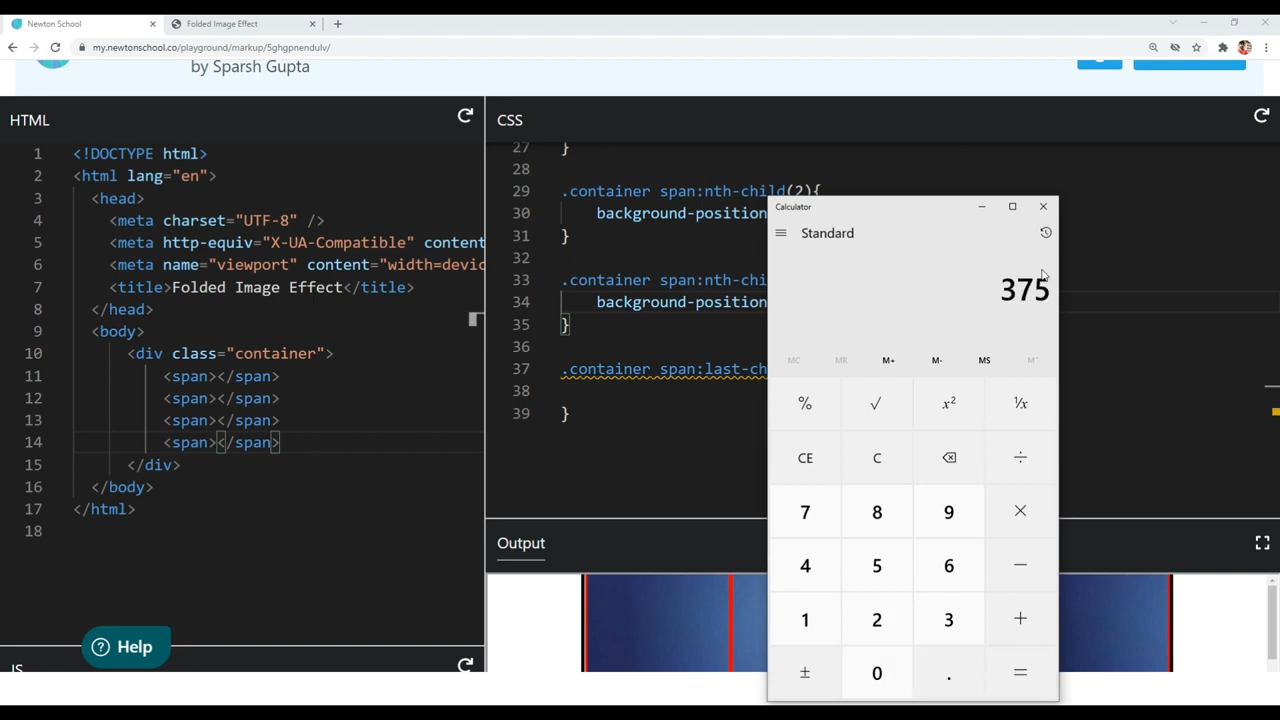 Newton School
Folded Image Effect
my.newtonschool.co/playground/markup/5ghgpnendulv/
by Sparsh Gupta
HTML
1 <!DOCTYPE html>
2 <html lang="en">
3 <head>
4 <meta charset="UTF-8" />
5 <meta http-equiv="X-UA-Compatible" content
6 <meta name="viewport" content="width=devic
7 <title>Folded Image Effect</title>
8 </head>
9 <body>
10 <div class="container">
11 <span></span>
12 <span></span>
13 <span></span>
14 <span></span>
15 </div>
16 </body>
17 </html>
18
Help
CSS
27 }
28
29 .container span:nth-child(2){
30 background-position
31 }
32
33 .container span:nth-chi
34 background-position
35 }
36
37 .container span:last-ch
38
39 }
Output
Calculator
Standard
375
MC MR M+ M- MS M˅
% √ x² ⅟x
CE C ⌫ ÷
7 8 9 ×
4 5 6 −
1 2 3 +
± 0 . =